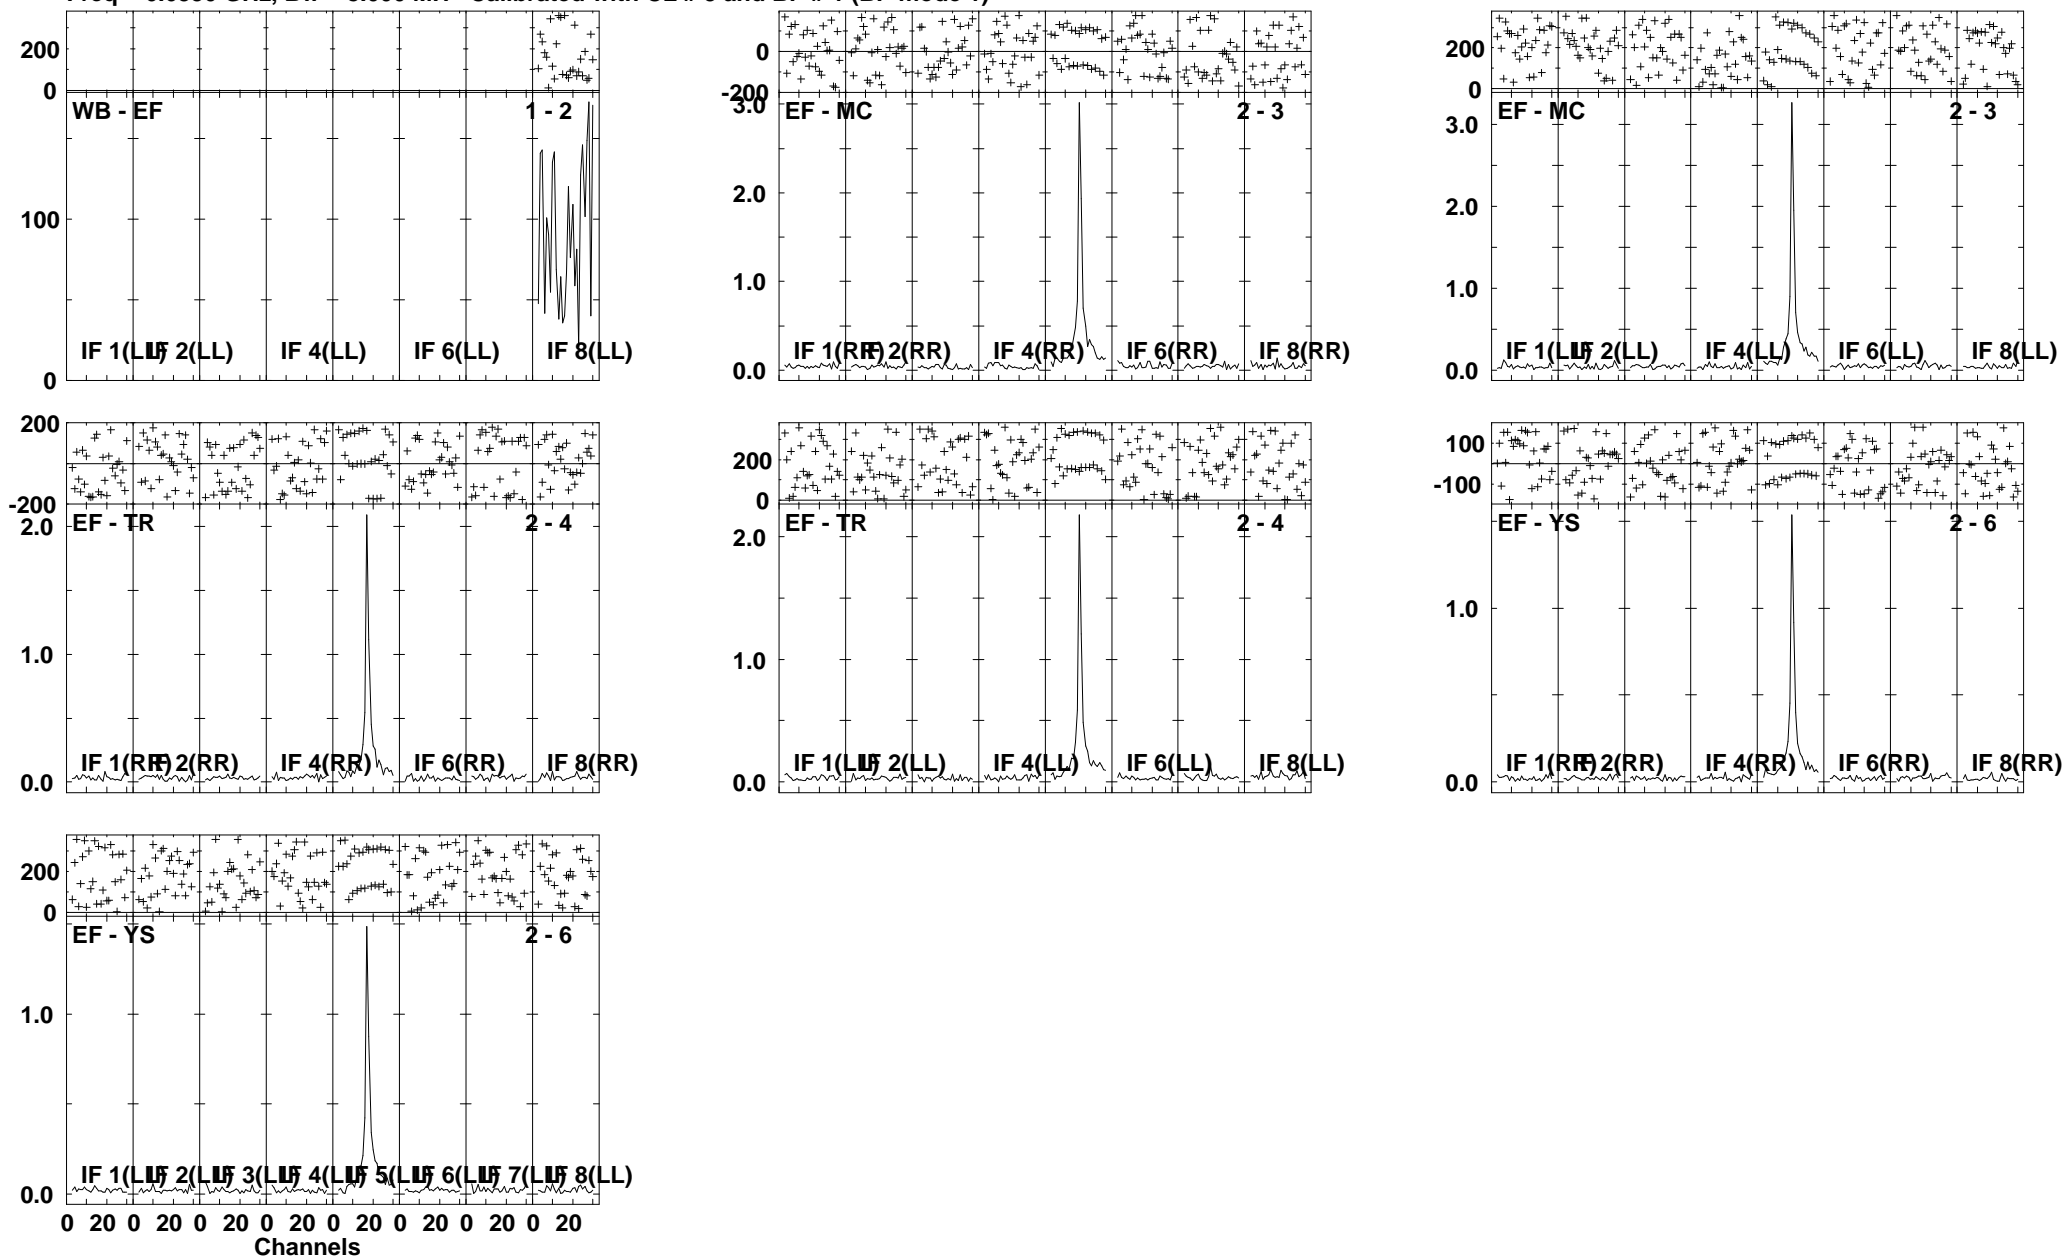 200
0
WB - EF
1 - 2
100
0
IF 1(LL)
IF 2(LL)
IF 4(LL)
IF 6(LL)
IF 8(LL)
0
-200
3.0
EF - MC
2 - 3
2.0
1.0
0.0
IF 1(RR)
IF 2(RR)
IF 4(RR)
IF 6(RR)
IF 8(RR)
200
0
EF - MC
2 - 3
3.0
2.0
1.0
0.0
IF 1(LL)
IF 2(LL)
IF 4(LL)
IF 6(LL)
IF 8(LL)
200
-200
EF - TR
2 - 4
2.0
1.0
0.0
IF 1(RR)
IF 2(RR)
IF 4(RR)
IF 6(RR)
IF 8(RR)
200
0
EF - TR
2 - 4
2.0
1.0
0.0
IF 1(LL)
IF 2(LL)
IF 4(LL)
IF 6(LL)
IF 8(LL)
100
-100
EF - YS
2 - 6
1.0
0.0
IF 1(RR)
IF 2(RR)
IF 4(RR)
IF 6(RR)
IF 8(RR)
200
0
EF - YS
2 - 6
1.0
0.0
IF 1(LL)
IF 2(LL)
IF 3(LL)
IF 4(LL)
IF 5(LL)
IF 6(LL)
IF 7(LL)
IF 8(LL)
0 20 0 20 0 20 0 20 0 20 0 20 0 20 0 20
Channels